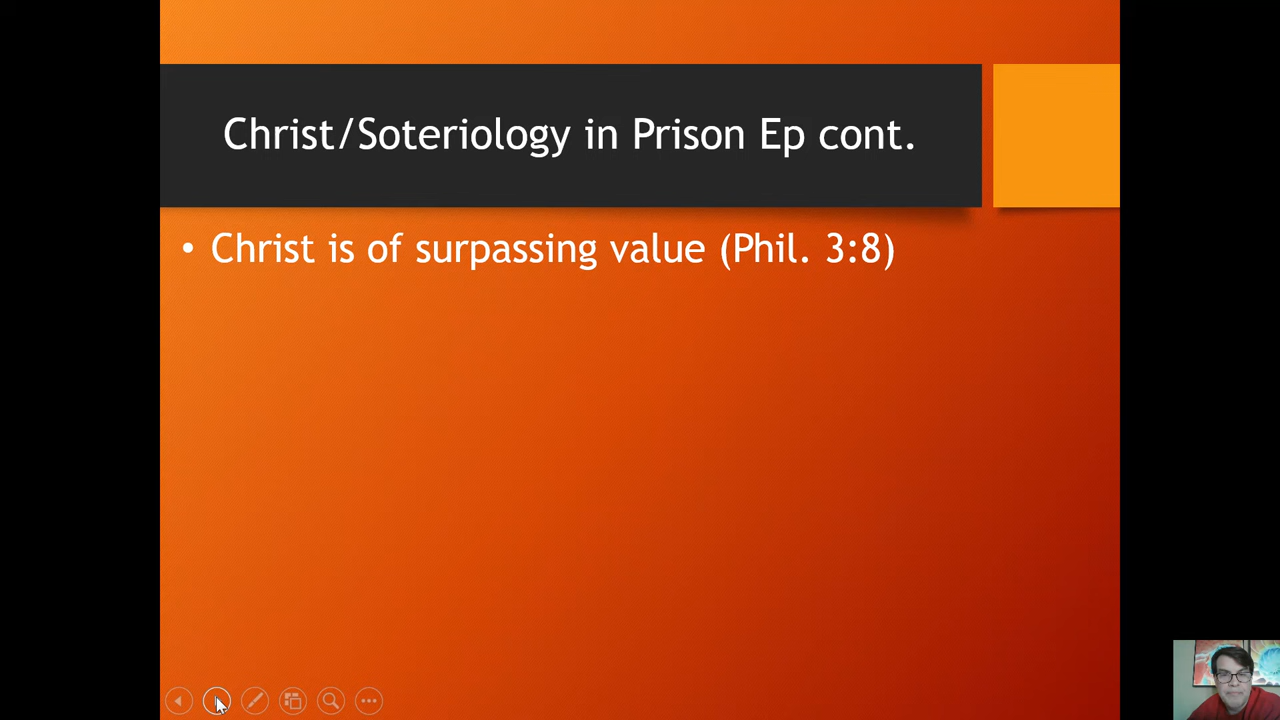 Christ/Soteriology in Prison Ep cont.
• Christ is of surpassing value (Phil. 3:8)